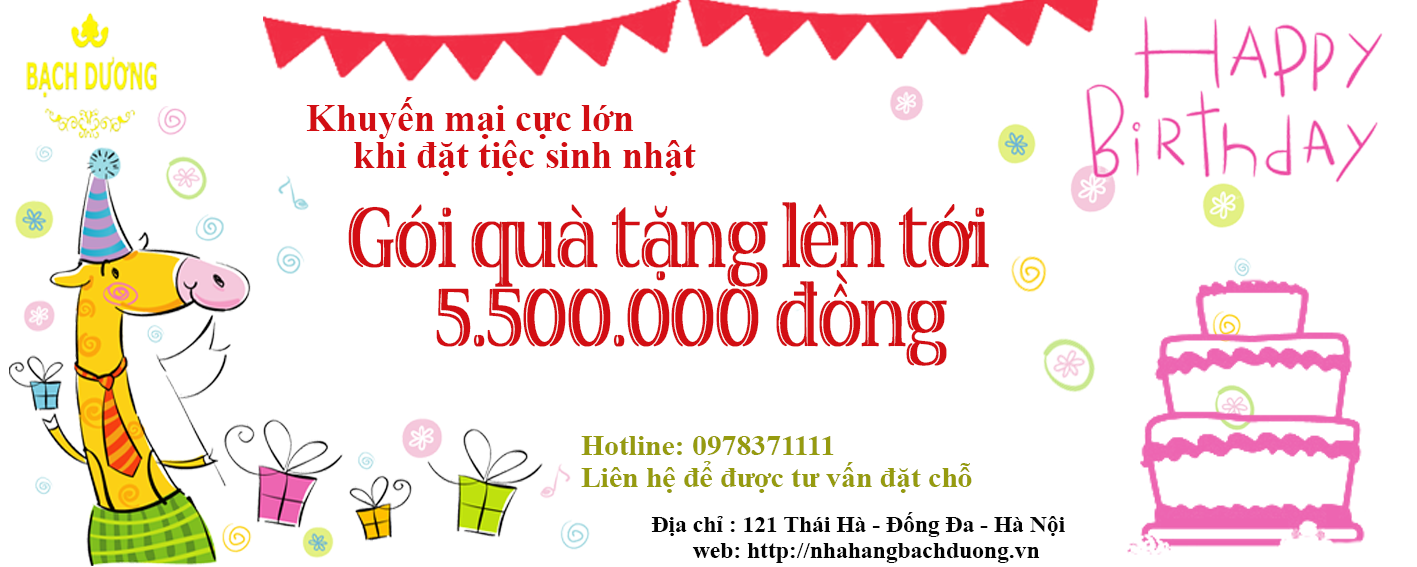 BẠCH DƯƠNG
HAPPY
BIRTHDAY
Khuyến mại cực lớn
khi đặt tiệc sinh nhật
Gói quà tặng lên tới
5.500.000 đồng
Hotline: 0978371111
Liên hệ để được tư vấn đặt chỗ
Địa chỉ : 121 Thái Hà - Đống Đa - Hà Nội
web: http://nhahangbachduong.vn